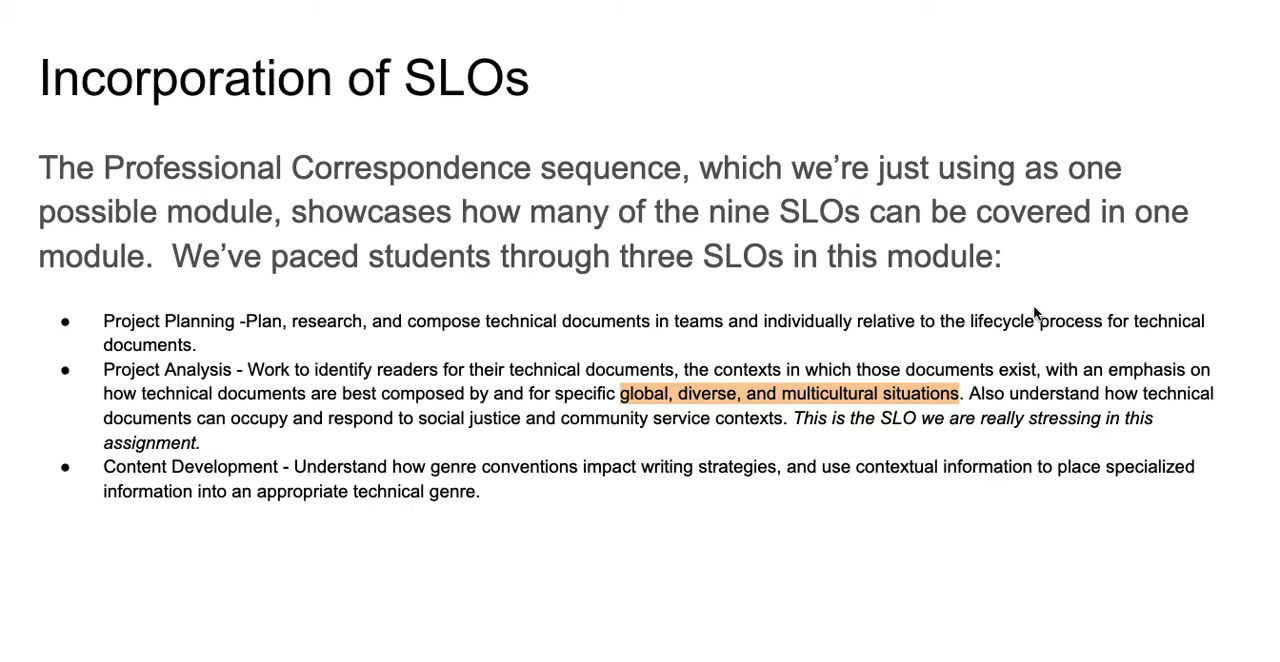 Incorporation of SLOs
The Professional Correspondence sequence, which we’re just using as one
possible module, showcases how many of the nine SLOs can be covered in one
module.  We’ve paced students through three SLOs in this module:
● Project Planning -Plan, research, and compose technical documents in teams and individually relative to the lifecycle process for technical
documents.
● Project Analysis - Work to identify readers for their technical documents, the contexts in which those documents exist, with an emphasis on
how technical documents are best composed by and for specific global, diverse, and multicultural situations. Also understand how technical
documents can occupy and respond to social justice and community service contexts. This is the SLO we are really stressing in this
assignment.
● Content Development - Understand how genre conventions impact writing strategies, and use contextual information to place specialized
information into an appropriate technical genre.